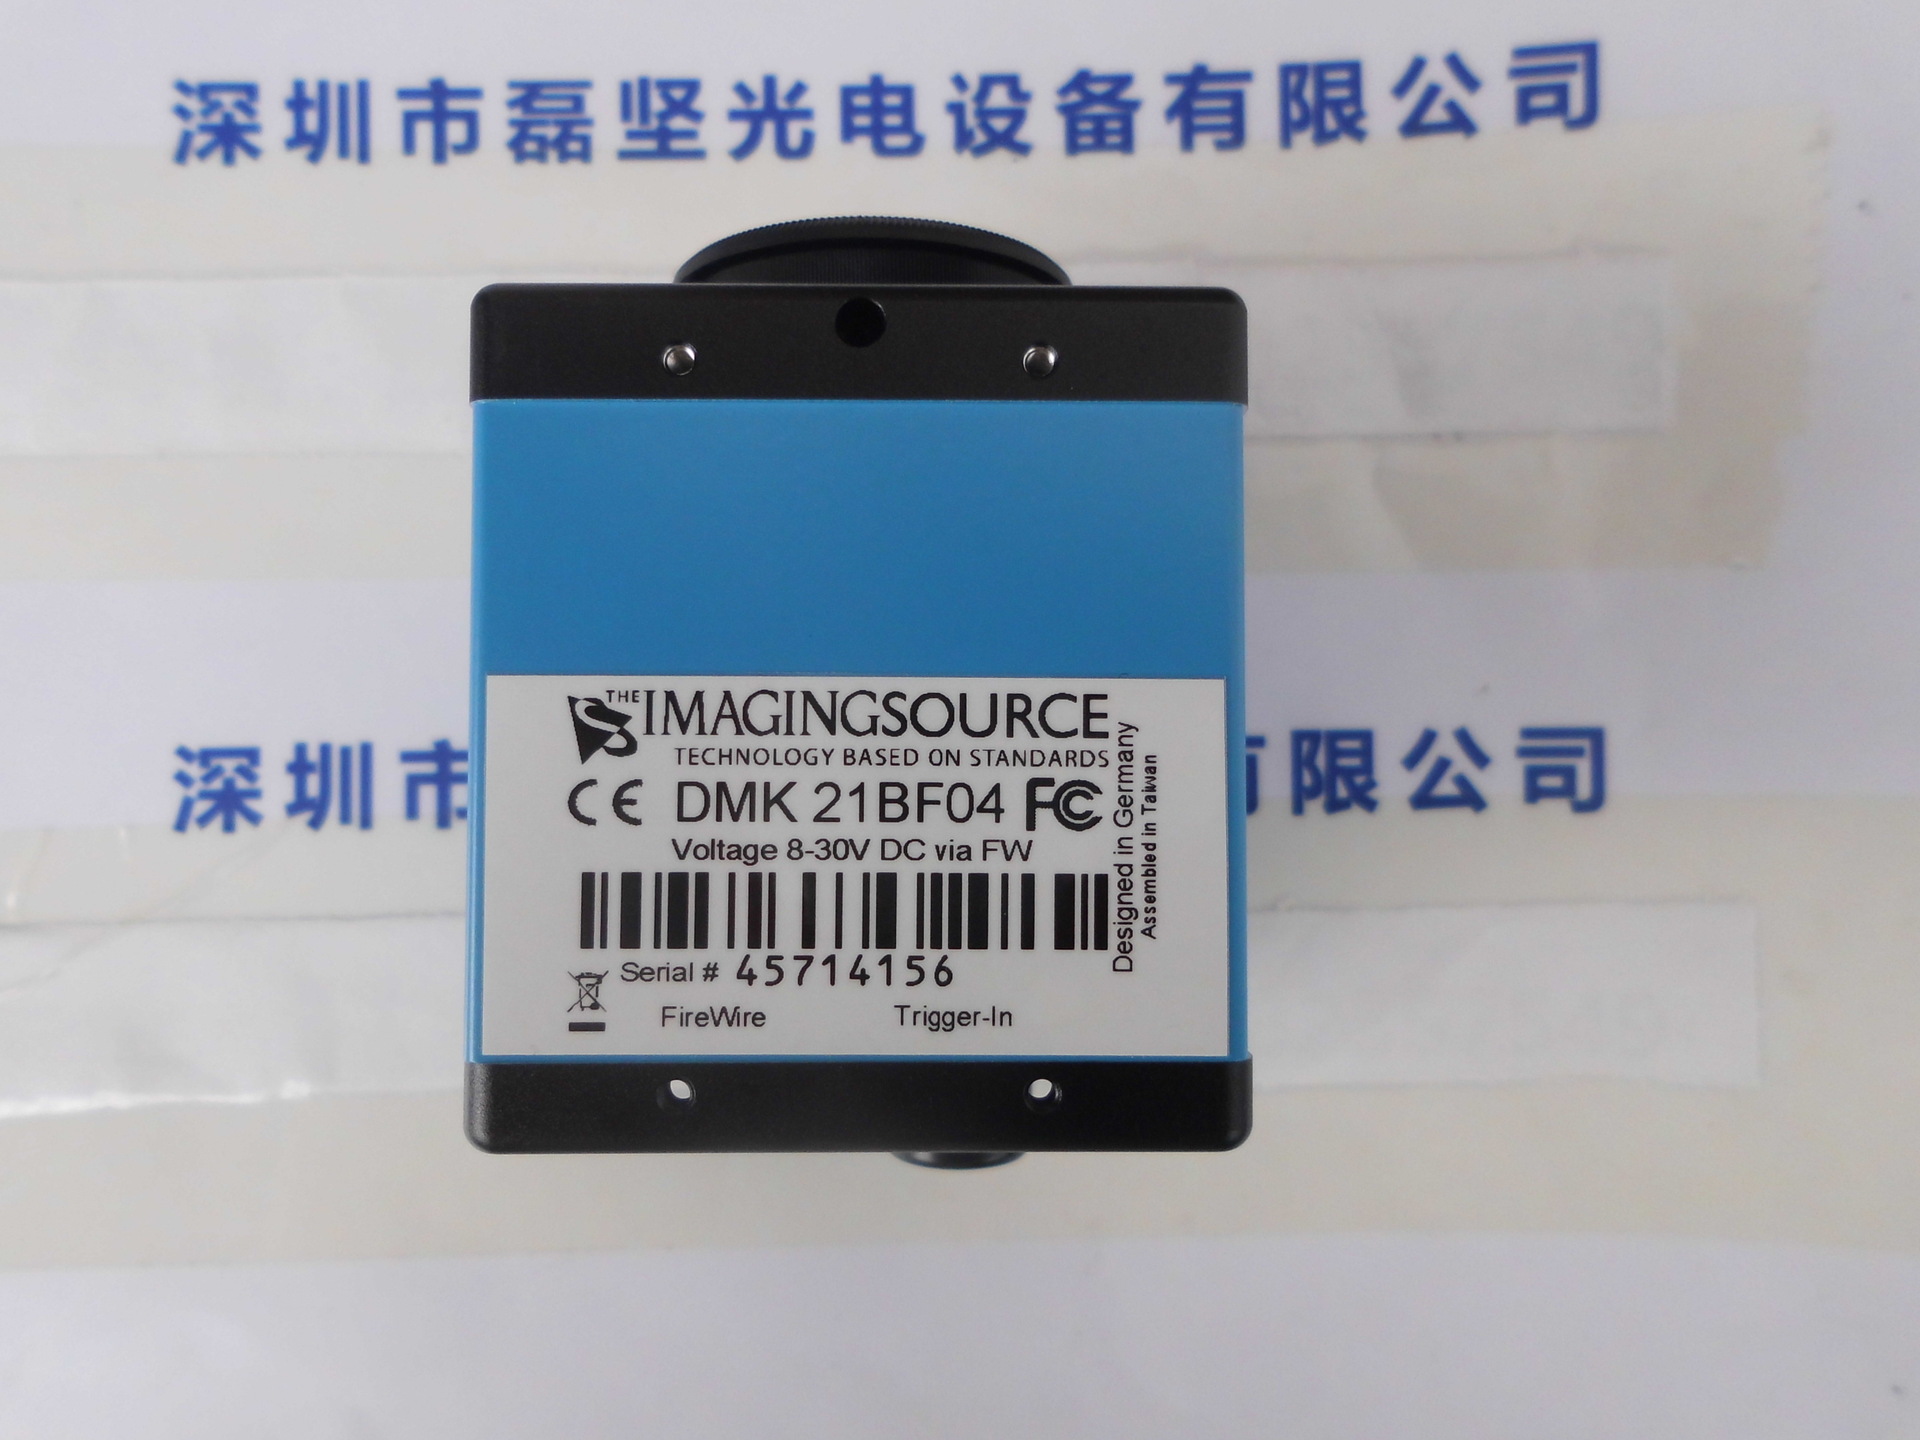 深圳市磊坚光电设备有限公司
THE IMAGINGSOURCE
TECHNOLOGY BASED ON STANDARDS
CE DMK 21BF04 FC
Voltage 8-30V DC via FW
Serial # 45714156
FireWire Trigger-In
Designed in Germany
Assembled in Taiwan
深圳市 有限公司